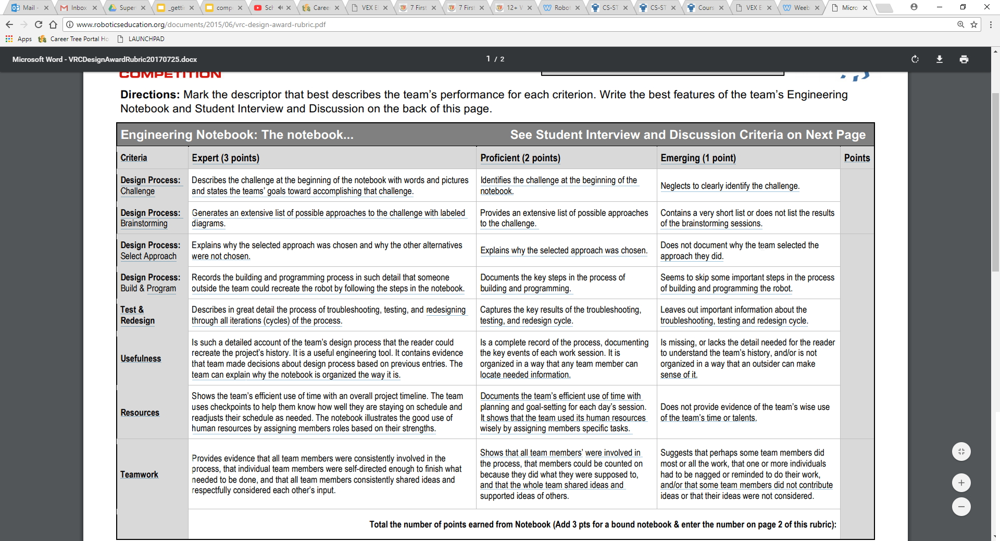 Mail -
Inbox
Super
_getti
comp
Sch
Caree
VEX E
7 First
7 First
12+ V
Robot
CS-ST
CS-ST
Cours
VEX E
Weeb
Micro
www.roboticseducation.org/documents/2015/06/vrc-design-award-rubric.pdf
Apps
Career Tree Portal Ho
LAUNCHPAD
Microsoft Word - VRCDesignAwardRubric20170725.docx
1 / 2
COMPETITION
Directions: Mark the descriptor that best describes the team's performance for each criterion. Write the best features of the team's Engineering
Notebook and Student Interview and Discussion on the back of this page.
Engineering Notebook: The notebook... See Student Interview and Discussion Criteria on Next Page
Criteria
Expert (3 points)
Proficient (2 points)
Emerging (1 point)
Points
Design Process:
Challenge
Describes the challenge at the beginning of the notebook with words and pictures
and states the teams' goals toward accomplishing that challenge.
Identifies the challenge at the beginning of the
notebook.
Neglects to clearly identify the challenge.
Design Process:
Brainstorming
Generates an extensive list of possible approaches to the challenge with labeled
diagrams.
Provides an extensive list of possible approaches
to the challenge.
Contains a very short list or does not list the results
of the brainstorming sessions.
Design Process:
Select Approach
Explains why the selected approach was chosen and why the other alternatives
were not chosen.
Explains why the selected approach was chosen.
Does not document why the team selected the
approach they did.
Design Process:
Build & Program
Records the building and programming process in such detail that someone
outside the team could recreate the robot by following the steps in the notebook.
Documents the key steps in the process of
building and programming.
Seems to skip some important steps in the process
of building and programming the robot.
Test &
Redesign
Describes in great detail the process of troubleshooting, testing, and redesigning
through all iterations (cycles) of the process.
Captures the key results of the troubleshooting,
testing, and redesign cycle.
Leaves out important information about the
troubleshooting, testing and redesign cycle.
Usefulness
Is such a detailed account of the team's design process that the reader could
recreate the project's history. It is a useful engineering tool. It contains evidence
that team made decisions about design process based on previous entries. The
team can explain why the notebook is organized the way it is.
Is a complete record of the process, documenting
the key events of each work session. It is
organized in a way that any team member can
locate needed information.
Is missing, or lacks the detail needed for the reader
to understand the team's history, and/or is not
organized in a way that an outsider can make
sense of it.
Resources
Shows the team's efficient use of time with an overall project timeline. The team
uses checkpoints to help them know how well they are staying on schedule and
readjusts their schedule as needed. The notebook illustrates the good use of
human resources by assigning members roles based on their strengths.
Documents the team's efficient use of time with
planning and goal-setting for each day's session.
It shows that the team used its human resources
wisely by assigning members specific tasks.
Does not provide evidence of the team's wise use
of the team's time or talents.
Teamwork
Provides evidence that all team members were consistently involved in the
process, that individual team members were self-directed enough to finish what
needed to be done, and that all team members consistently shared ideas and
respectfully considered each other's input.
Shows that all team members' were involved in
the process, that members could be counted on
because they did what they were supposed to,
and that the whole team shared ideas and
supported ideas of others.
Suggests that perhaps some team members did
most or all the work, that one or more individuals
had to be nagged or reminded to do their work,
and/or that some team members did not contribute
ideas or that their ideas were not considered.
Total the number of points earned from Notebook (Add 3 pts for a bound notebook & enter the number on page 2 of this rubric):